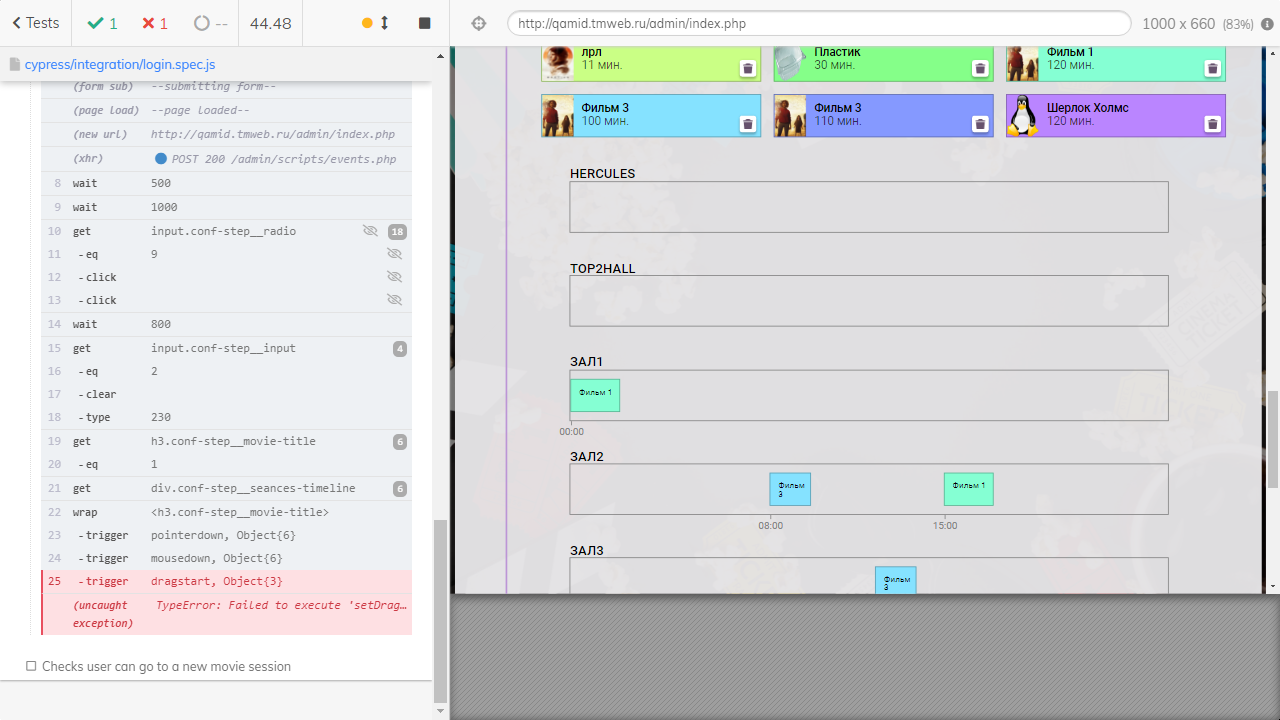 Tests
1
1
--
44.48
http://qamid.tmweb.ru/admin/index.php
1000 x 660 (83%)
cypress/integration/login.spec.js
(form sub) --submitting form--
(page load) --page loaded--
(new url) http://qamid.tmweb.ru/admin/index.php
(xhr) POST 200 /admin/scripts/events.php
8 wait 500
9 wait 1000
10 get input.conf-step__radio 18
11 -eq 9
12 -click
13 -click
14 wait 800
15 get input.conf-step__input 4
16 -eq 2
17 -clear
18 -type 230
19 get h3.conf-step__movie-title 6
20 -eq 1
21 get div.conf-step__seances-timeline 6
22 wrap <h3.conf-step__movie-title>
23 -trigger pointerdown, Object{6}
24 -trigger mousedown, Object{6}
25 -trigger dragstart, Object{3}
(uncaught exception) TypeError: Failed to execute 'setDrag…
Checks user can go to a new movie session
лрл
11 мин.
Пластик
30 мин.
Фильм 1
120 мин.
Фильм 3
100 мин.
Фильм 3
110 мин.
Шерлок Холмс
120 мин.
HERCULES
TOP2HALL
ЗАЛ1
Фильм 1
00:00
ЗАЛ2
Фильм 3
Фильм 1
08:00
15:00
ЗАЛ3
Фильм 3